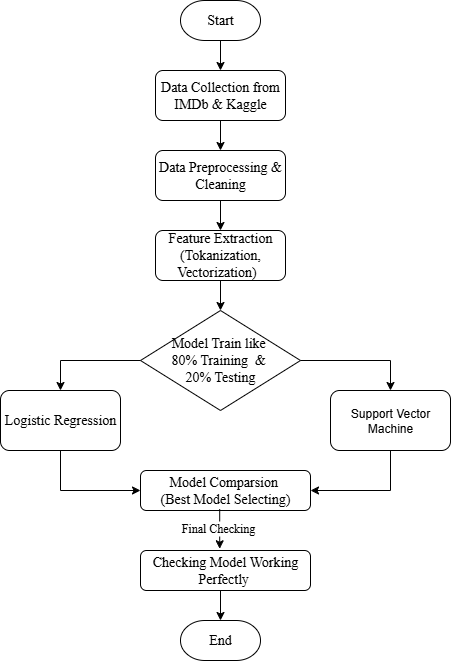 Start
Data Collection from
IMDb & Kaggle
Data Preprocessing &
Cleaning
Feature Extraction
(Tokanization,
Vectorization)
Model Train like
80% Training &
20% Testing
Logistic Regression
Support Vector
Machine
Model Comparsion
(Best Model Selecting)
Final Checking
Checking Model Working
Perfectly
End